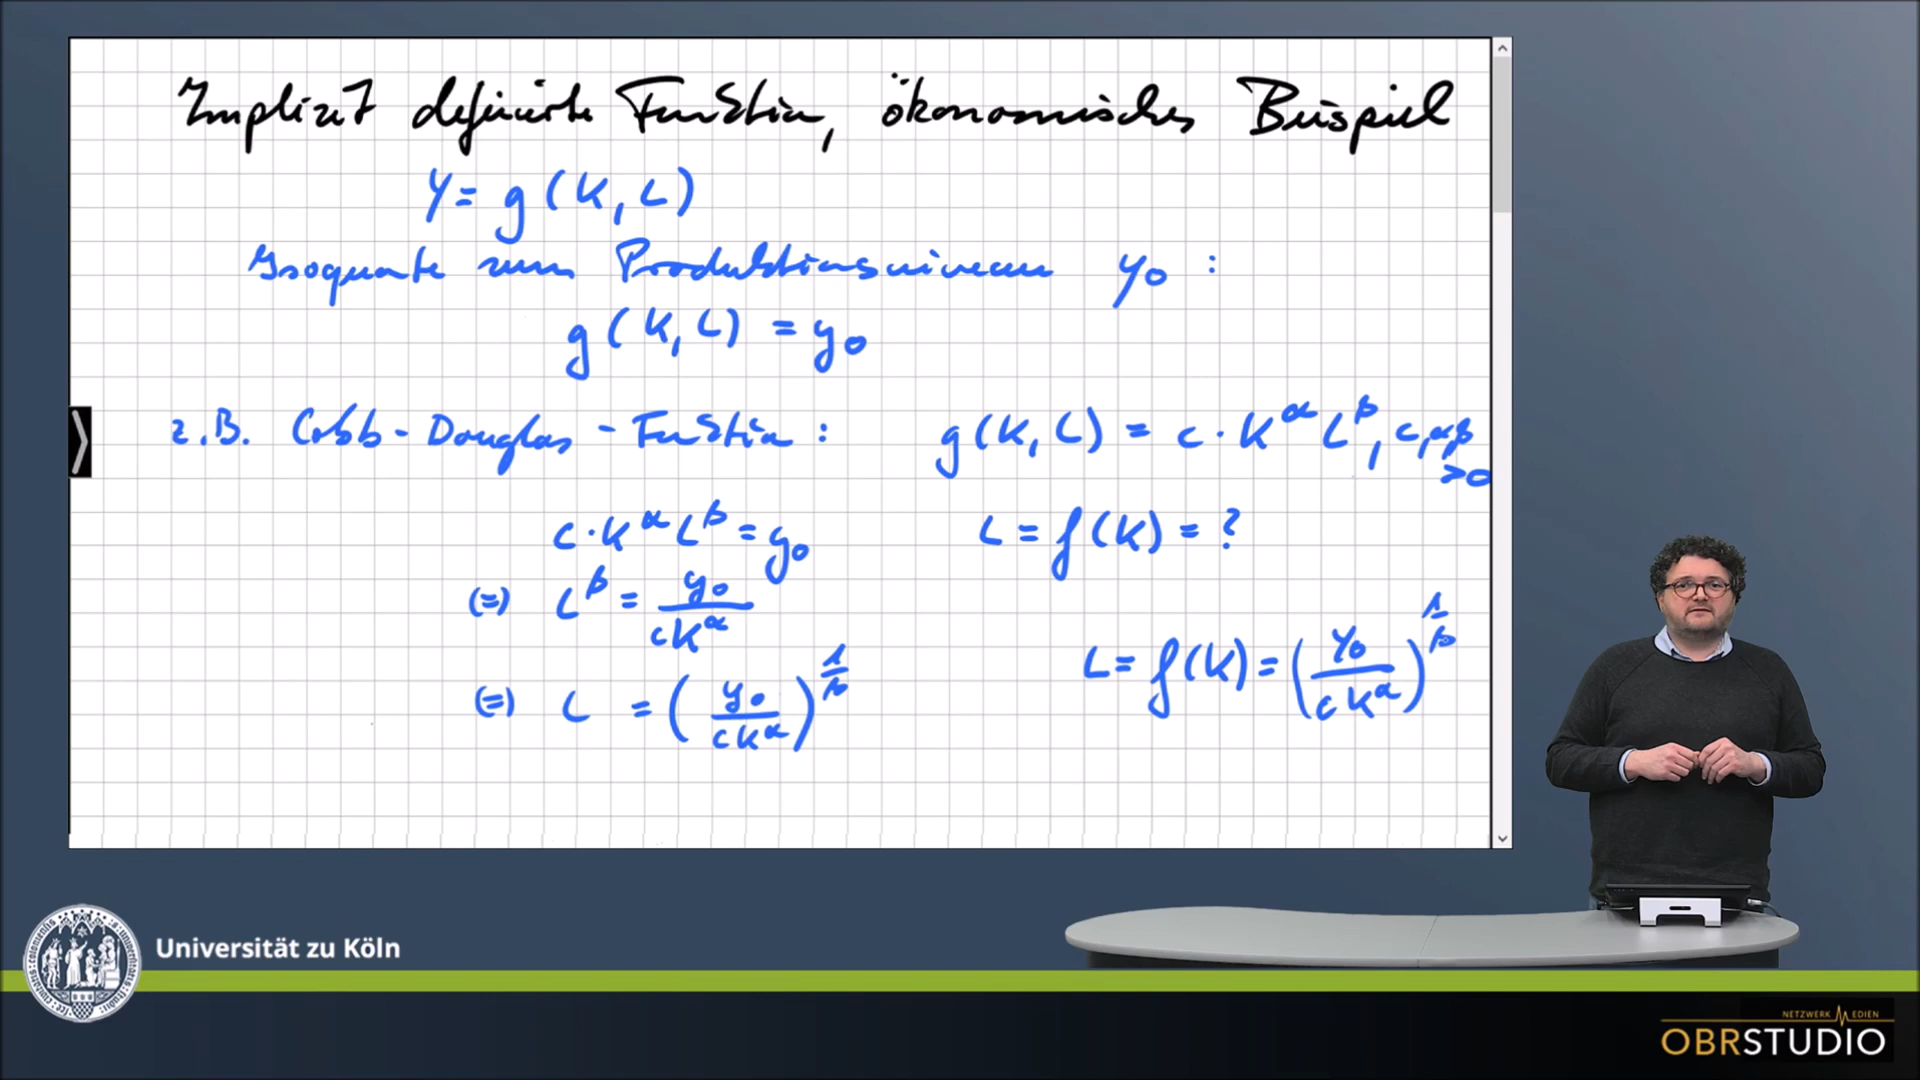 Implizit definierte Funktion, ökonomisches Beispiel
Y = g(K, L)
Isoquante zum Produktionsniveau y₀ :
g(K, L) = y₀
z.B. Cobb-Douglas-Funktion : g(K, L) = c · K^α L^β, c, α, β > 0
c · K^α L^β = y₀ L = f(K) = ?
(=) L^β = y₀ / cK^α
L = f(K) = (y₀ / cK^α)^(1/β)
(=) L = (y₀ / cK^α)^(1/β)
Universität zu Köln
NETZWERK MEDIEN
OBRSTUDIO